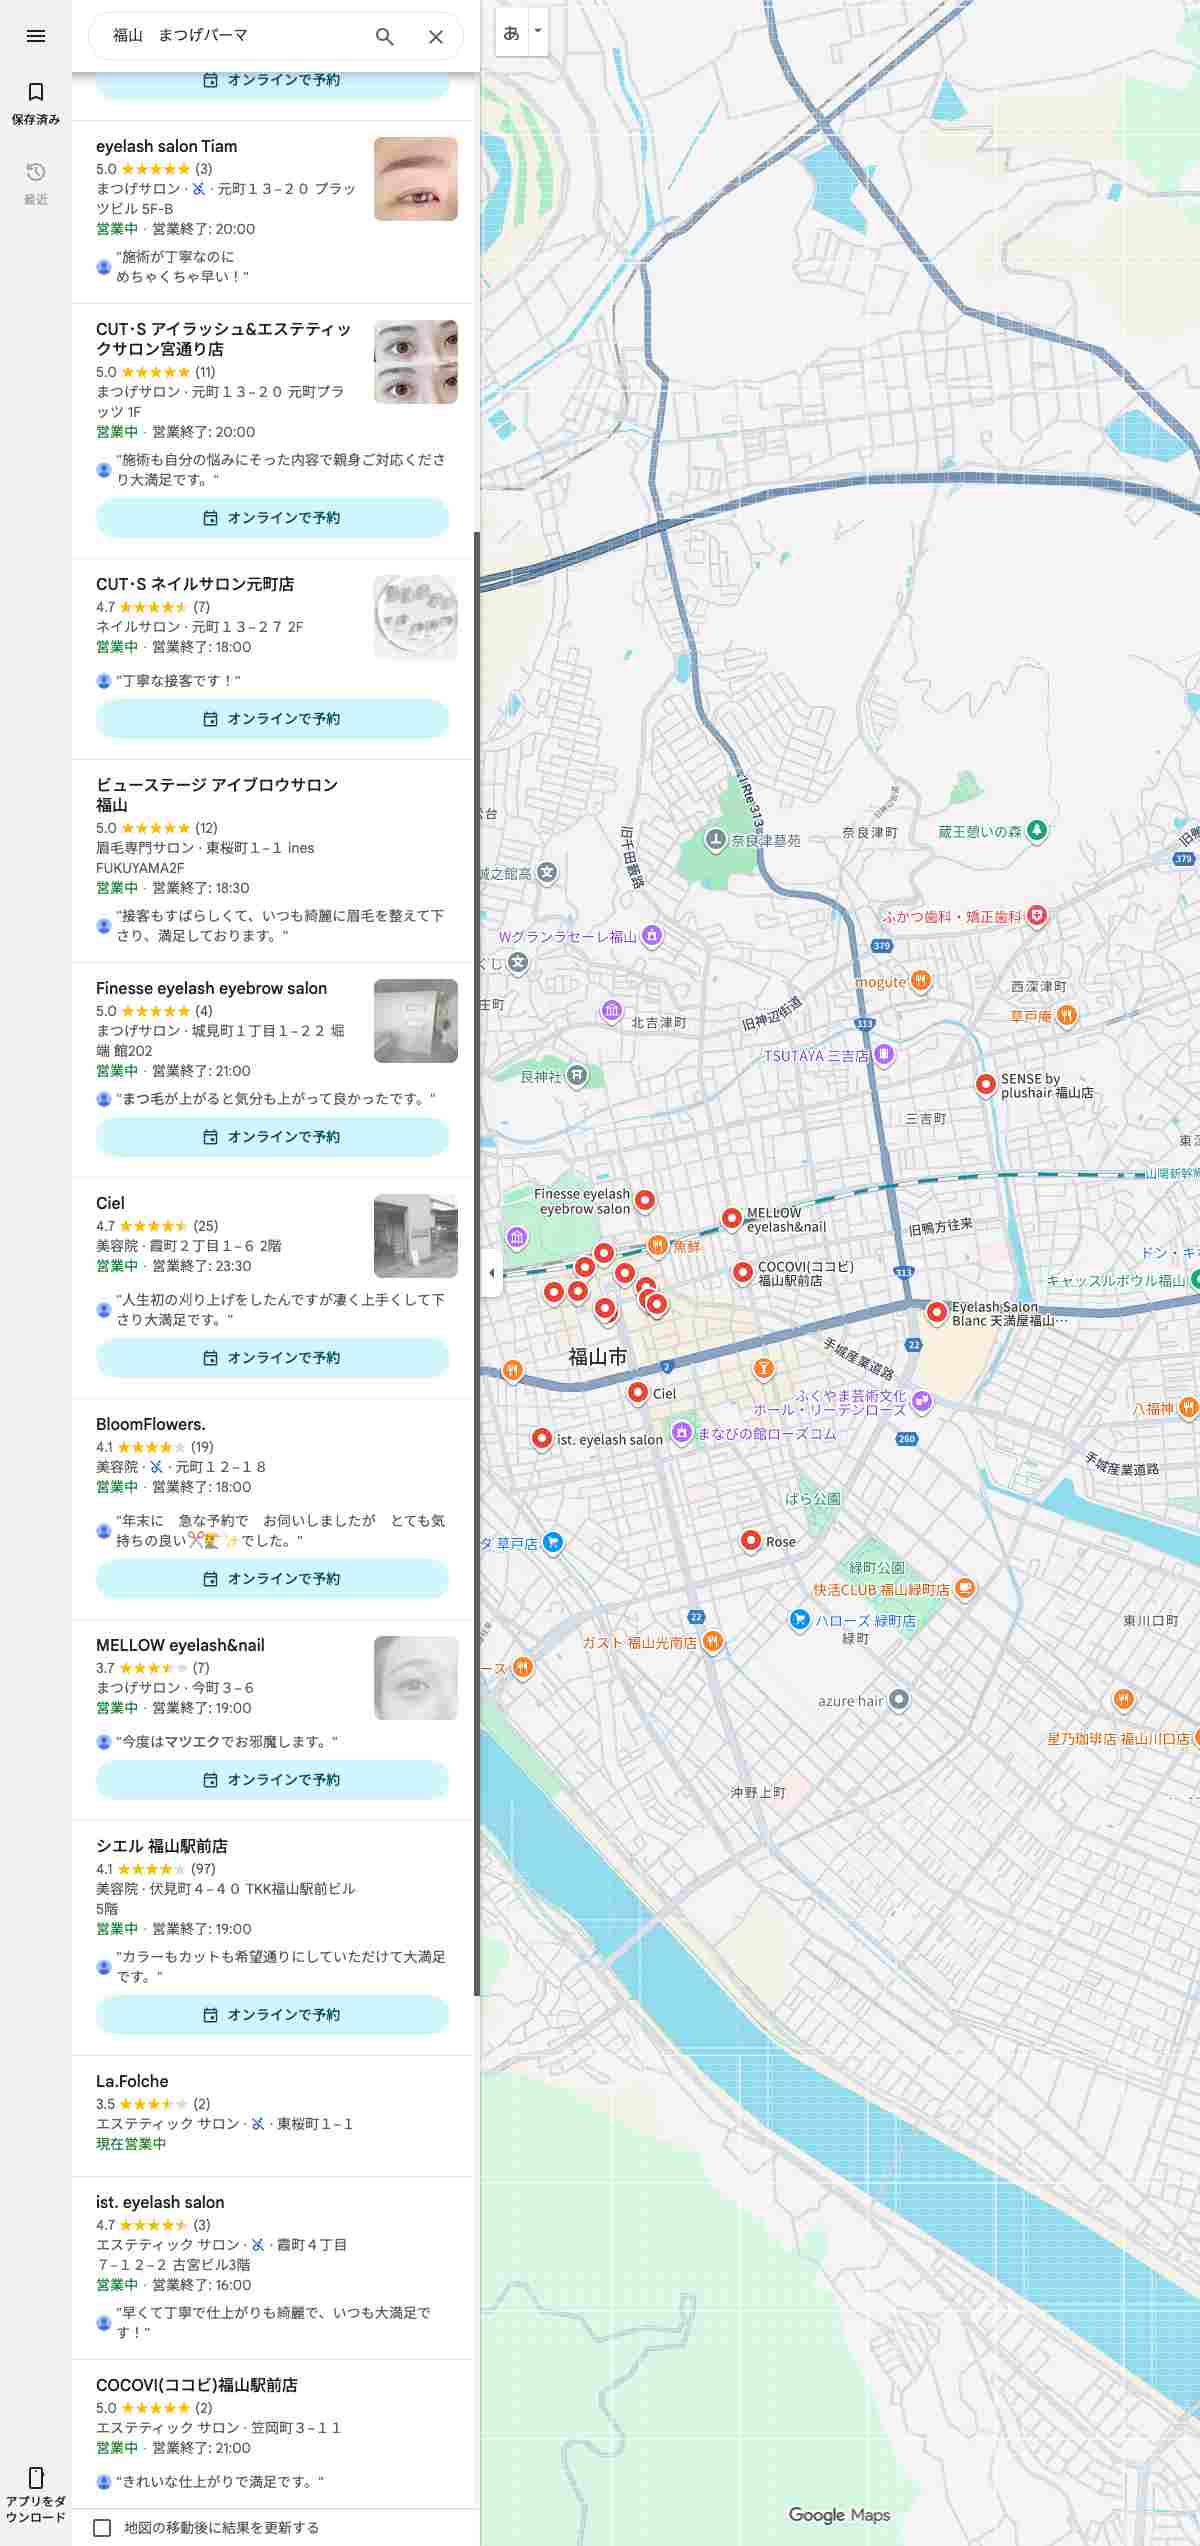 福山　まつげパーマ
保存済み
最近
オンラインで予約
eyelash salon Tiam
5.0 ★★★★★ (3)
まつげサロン · 元町１３−２０ プラッ
ツビル 5F-B
営業中 · 営業終了: 20:00
"施術が丁寧なのに
めちゃくちゃ早い！"
CUT･S アイラッシュ&エステティッ
クサロン宮通り店
5.0 ★★★★★ (11)
まつげサロン · 元町１３−２０ 元町プラ
ッツ 1F
営業中 · 営業終了: 20:00
"施術も自分の悩みにそった内容で親身ご対応くださ
り大満足です。"
オンラインで予約
CUT･S ネイルサロン元町店
4.7 ★★★★★ (7)
ネイルサロン · 元町１３−２７ 2F
営業中 · 営業終了: 18:00
"丁寧な接客です！"
オンラインで予約
ビューステージ アイブロウサロン
福山
5.0 ★★★★★ (12)
眉毛専門サロン · 東桜町１−１ ines
FUKUYAMA2F
営業中 · 営業終了: 18:30
"接客もすばらしくて、いつも綺麗に眉毛を整えて下
さり、満足しております。"
Finesse eyelash eyebrow salon
5.0 ★★★★★ (4)
まつげサロン · 城見町１丁目１−２２ 堀
端 館202
営業中 · 営業終了: 21:00
"まつ毛が上がると気分も上がって良かったです。"
オンラインで予約
Ciel
4.7 ★★★★★ (25)
美容院 · 霞町２丁目１−６ 2階
営業中 · 営業終了: 23:30
"人生初の刈り上げをしたんですが凄く上手くして下
さり大満足です。"
オンラインで予約
BloomFlowers.
4.1 ★★★★★ (19)
美容院 · 元町１２−１８
営業中 · 営業終了: 18:00
"年末に　急な予約で　お伺いしましたが　とても気
持ちの良い✂️💇✨でした。"
オンラインで予約
MELLOW eyelash&nail
3.7 ★★★★★ (7)
まつげサロン · 今町３−６
営業中 · 営業終了: 19:00
"今度はマツエクでお邪魔します。"
オンラインで予約
シエル 福山駅前店
4.1 ★★★★★ (97)
美容院 · 伏見町４−４０ TKK福山駅前ビル
5階
営業中 · 営業終了: 19:00
"カラーもカットも希望通りにしていただけて大満足
です。"
オンラインで予約
La.Folche
3.5 ★★★★★ (2)
エステティック サロン · 東桜町１−１
現在営業中
ist. eyelash salon
4.7 ★★★★★ (3)
エステティック サロン · 霞町４丁目
７−１２−２ 古宮ビル3階
営業中 · 営業終了: 16:00
"早くて丁寧で仕上がりも綺麗で、いつも大満足で
す！"
COCOVI(ココビ)福山駅前店
5.0 ★★★★★ (2)
エステティック サロン · 笠岡町３−１１
営業中 · 営業終了: 21:00
"きれいな仕上がりで満足です。"
地図の移動後に結果を更新する
アプリをダ
ウンロード
あ
Rte 313
旧千田薮路
奈良津墓苑
奈良津町
蔵王憩いの森
379
誠之館高
ふかつ歯科・矯正歯科
Wグランラセーレ福山
379
mogute
西深津町
草戸庵
庄町
北吉津町
旧神辺街道
313
TSUTAYA 三吉店
艮神社
SENSE by
plushair 福山店
三吉町
山陽新幹線
Finesse eyelash
eyebrow salon
MELLOW
eyelash&nail
旧鴨方往来
魚鮮
COCOVI(ココビ)
福山駅前店
313
ドン・キホ
キャッスルボウル福山
Eyelash Salon
Blanc 天満屋福山…
22
手城産業道路
福山市
2
Ciel
ふくやま芸術文化
ホール・リーデンローズ
八福神
ist. eyelash salon
まなびの館ローズコム
260
手城産業道路
ばら公園
ダ 草戸店
Rose
緑町公園
快活CLUB 福山緑町店
22
ハローズ 緑町店
東川口町
ガスト 福山光南店
緑町
ース
azure hair
星乃珈琲店 福山川口店
沖野上町
Google Maps